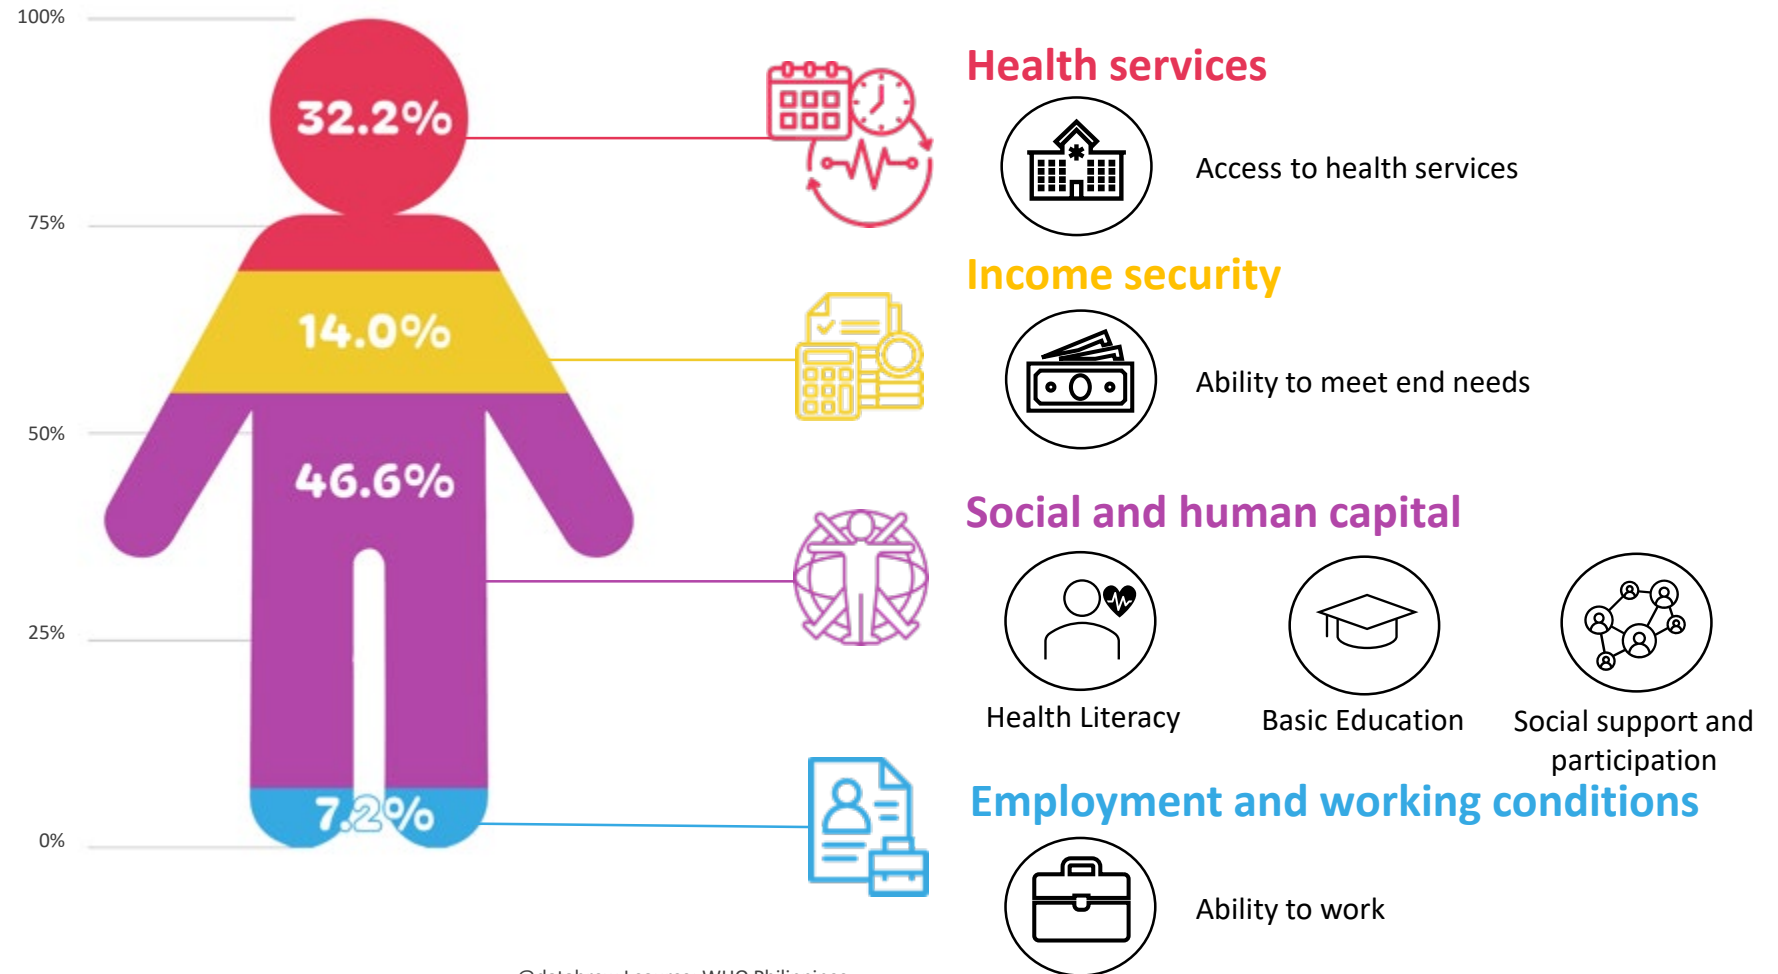 100%
75%
50%
25%
0%
32.2%
14.0%
46.6%
7.2%
Health services
Access to health services
Income security
Ability to meet end needs
Social and human capital
Health Literacy
Basic Education
Social support and
participation
Employment and working conditions
Ability to work